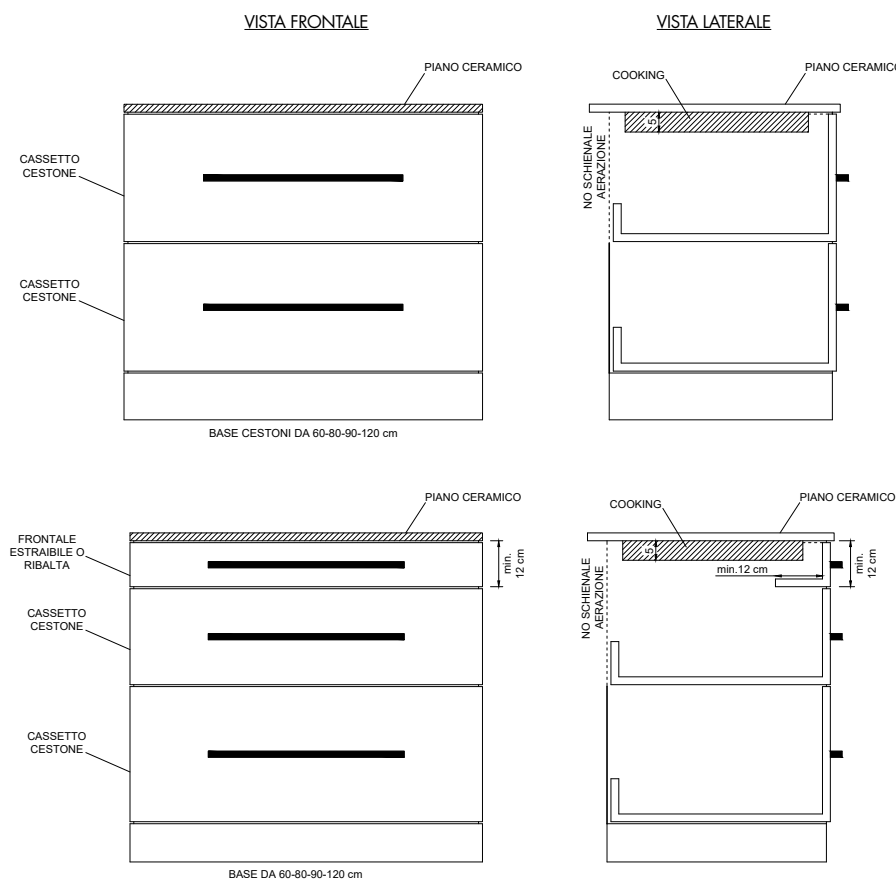 VISTA FRONTALE
VISTA LATERALE
PIANO CERAMICO
CASSETTO
CESTONE
CASSETTO
CESTONE
BASE CESTONI DA 60-80-90-120 cm
COOKING
PIANO CERAMICO
5
NO SCHIENALE
AERAZIONE
PIANO CERAMICO
FRONTALE
ESTRAIBILE O
RIBALTA
min.
12 cm
CASSETTO
CESTONE
CASSETTO
CESTONE
BASE DA 60-80-90-120 cm
COOKING
PIANO CERAMICO
5
min.12 cm
min.
12 cm
NO SCHIENALE
AERAZIONE